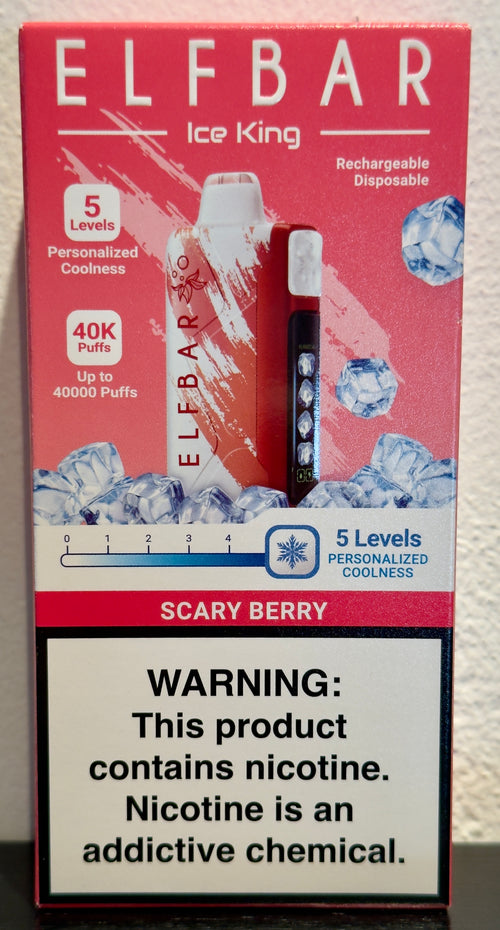 ELFBAR
Ice King
Rechargeable
Disposable
5
Levels
Personalized
Coolness
40K
Puffs
Up to
40000 Puffs
ELFBAR
0 1 2 3 4
5 Levels
PERSONALIZED
COOLNESS
SCARY BERRY
WARNING:
This product
contains nicotine.
Nicotine is an
addictive chemical.